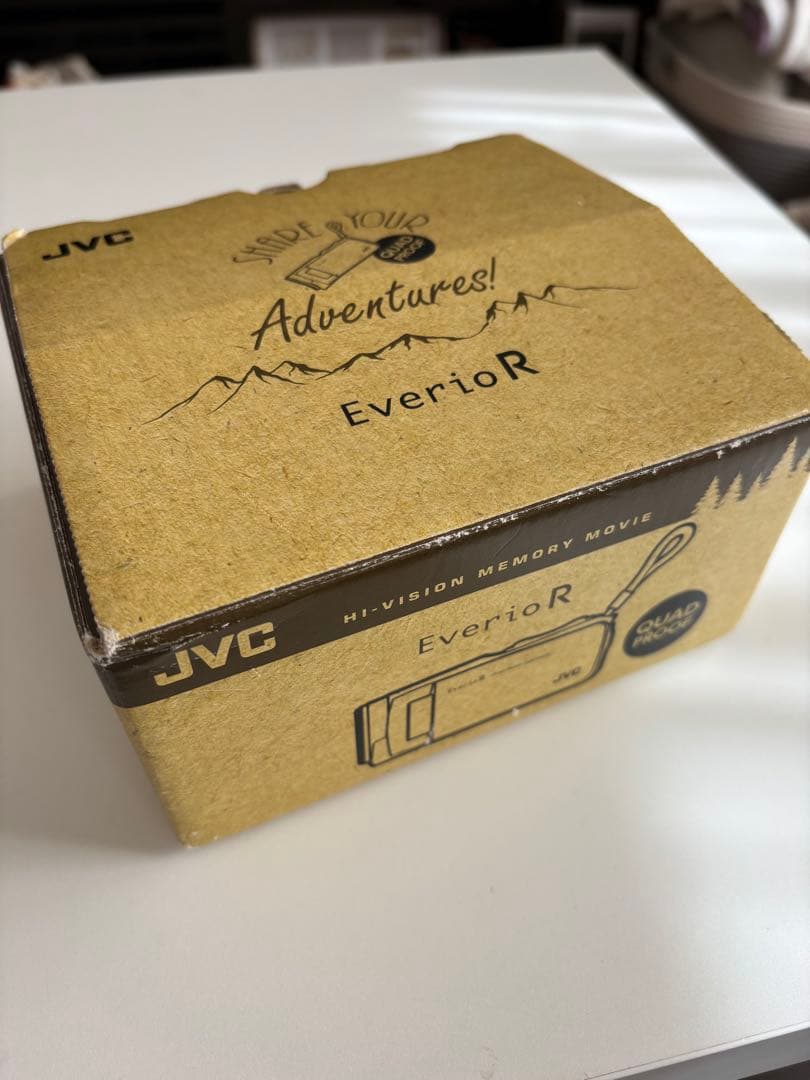 JVC
SHARE YOUR
QUAD
PROOF
Adventures!
Everio R
JVC
HI-VISION MEMORY MOVIE
Everio R
QUAD
PROOF
JVC